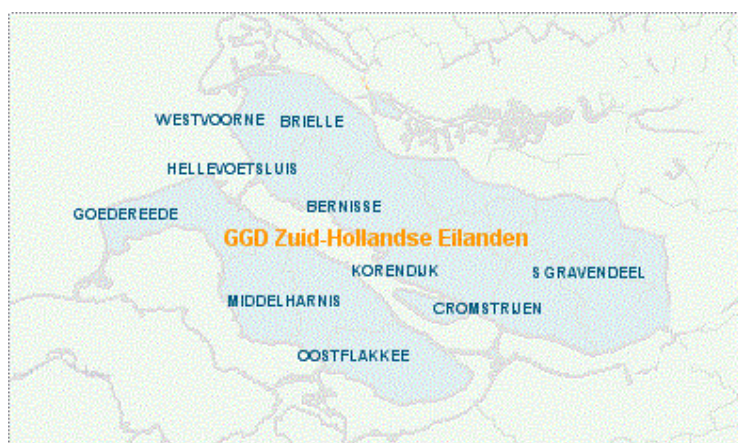 WESTVOORNE
BRIELLE
HELLEVOETSLUIS
BERNISSE
GOEDEREEDE
GGD Zuid-Hollandse Eilanden
KORENDIJK
S GRAVENDEEL
MIDDELHARNIS
CROMSTRIJEN
OOSTFLAKKEE